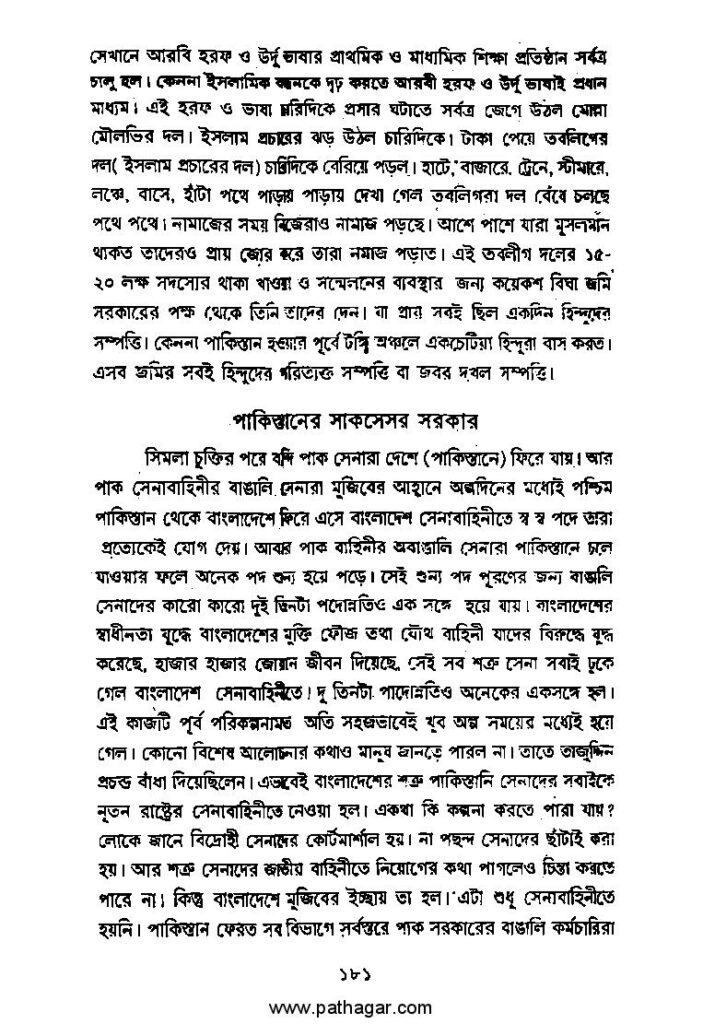 সেখানে আরবি হরফ ও উর্দু ভাষার প্রাথমিক ও মাধ্যমিক শিক্ষা প্রতিষ্ঠান সর্বত্র
চালু হল। কেননা ইসলামিক জানকে দৃঢ় করতে আরবী হরফ ও উর্দু ভাষাই প্রধান
মাধ্যম। এই হরফ ও ভাষা চারিদিকে প্রসার ঘটাতে সর্বত্র জেগে উঠল মোল্লা
মৌলভির দল। ইসলাম প্রচারের ঝড় উঠল চারিদিকে। টাকা পেয়ে তবলিগের
দল( ইসলাম প্রচারের দল) চারিদিকে বেরিয়ে পড়ল। হাটে, বাজারে, ট্রেনে, স্টীমারে,
লঞ্চে, বাসে, হাঁটা পথে পাড়ায় পাড়ায় দেখা গেল তবলিগরা দল বেঁধে চলছে
পথে পথে। নামাজের সময় নিজেরাও নামাজ পড়ছে। আশে পাশে যারা মুসলমান
থাকত তাদেরও প্রায় জোর করে তারা নমাজ পড়াত। এই তবলীগ দলের ১৫-
২০ লক্ষ সদস্যের থাকা খাওয়া ও সম্মেলনের ব্যবস্থার জন্য কয়েকশ বিঘা জমি
সরকারের পক্ষ থেকে তিনি তাদের দেন। যা প্রায় সবই ছিল একদিন হিন্দুদের
সম্পত্তি। কেননা পাকিস্তান হওয়ার পূর্বে টঙ্গি অঞ্চলে একচেটিয়া হিন্দুরা বাস করত।
এসব জমির সবই হিন্দুদের পরিত্যক্ত সম্পত্তি বা জবর দখল সম্পত্তি।
পাকিস্তানের সাকসেসর সরকার
সিমলা চুক্তির পরে বন্দি পাক সেনারা দেশে (পাকিস্তানে) ফিরে যায়। আর
পাক সেনাবাহিনীর বাঙালি সেনারা মুজিবের আহ্বানে অল্পদিনের মধ্যেই পশ্চিম
পাকিস্তান থেকে বাংলাদেশে ফিরে এসে বাংলাদেশ সেনাবাহিনীতে স্ব স্ব পদে তারা
প্রত্যেকেই যোগ দেয়। আবার পাক বাহিনীর অবাঙালি সেনারা পাকিস্তানে চলে
যাওয়ার ফলে অনেক পদ শুন্য হয়ে পড়ে। সেই শুন্য পদ পূরণের জন্য বাঙালি
সেনাদের কারো কারো দুই তিনটা পদোন্নতিও এক সঙ্গে হয়ে যায়। বাংলাদেশের
স্বাধীনতা যুদ্ধে বাংলাদেশের মুক্তি ফৌজ তথা যৌথ বাহিনী যাদের বিরুদ্ধে যুদ্ধ
করেছে, হাজার হাজার জোয়ান জীবন দিয়েছে, সেই সব শত্রু সেনা সবাই ঢুকে
গেল বাংলাদেশ সেনাবাহিনীতে। দু তিনটা পাদোন্নতিও অনেকের একসঙ্গে হল।
এই কাজটি পূর্ব পরিকল্পনামত অতি সহজভাবেই খুব অল্প সময়ের মধ্যেই হয়ে
গেল। কোনো বিশেষ আলোচনার কথাও মানুষ জানতে পারল না। তাতে তাজুদ্দিন
প্রচন্ড বাঁধা দিয়েছিলেন। এভাবেই বাংলাদেশের শত্রু পাকিস্তানি সেনাদের সবাইকে
নূতন রাষ্ট্রের সেনাবাহিনীতে নেওয়া হল। একথা কি কল্পনা করতে পারা যায়?
লোকে জানে বিদ্রোহী সেনাদের কোর্টমার্শাল হয়। না পছন্দ সেনাদের ছাঁটাই করা
হয়। আর শত্রু সেনাদের জাতীয় বাহিনীতে নিয়োগের কথা পাগলেও চিন্তা করতে
পারে না। কিন্তু বাংলাদেশে মুজিবের ইচ্ছায় তা হল। এটা শুধু সেনাবাহিনীতে
হয়নি। পাকিস্তান ফেরত সব বিভাগে সর্বস্তরে পাক সরকারের বাঙালি কর্মচারিরা
১৮১
www.pathagar.com